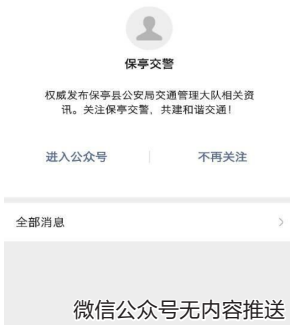 保亭交警
权威发布保亭县公安局交通管理大队相关资
讯。关注保亭交警，共建和谐交通！
进入公众号
不再关注
全部消息
微信公众号无内容推送